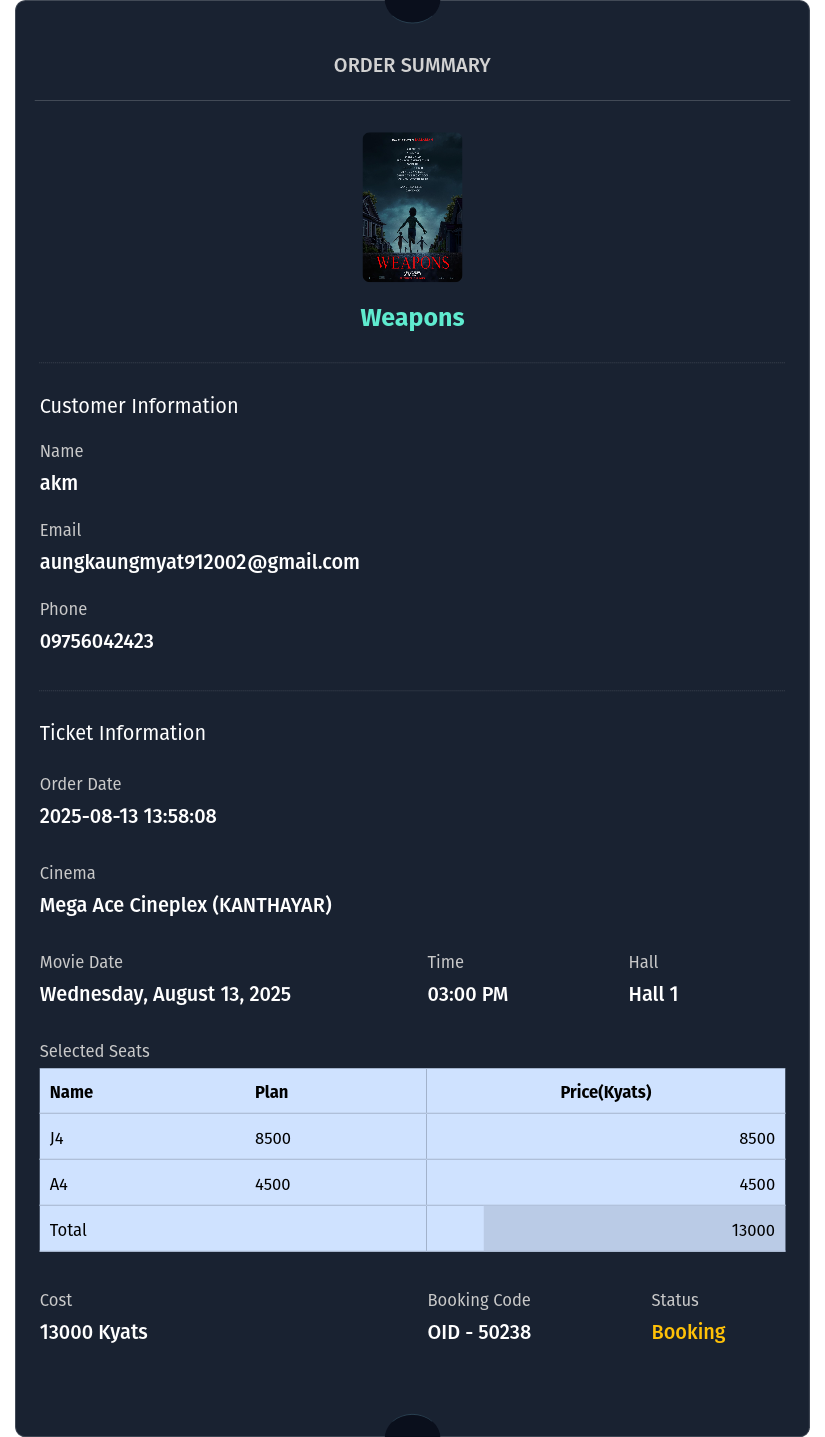 ORDER SUMMARY
WEAPONS
Weapons
Customer Information
Name
akm
Email
aungkaungmyat912002@gmail.com
Phone
09756042423
Ticket Information
Order Date
2025-08-13 13:58:08
Cinema
Mega Ace Cineplex (KANTHAYAR)
Movie Date Time Hall
Wednesday, August 13, 2025 03:00 PM Hall 1
Selected Seats
Name Plan Price(Kyats)
J4 8500 8500
A4 4500 4500
Total 13000
Cost Booking Code Status
13000 Kyats OID - 50238 Booking